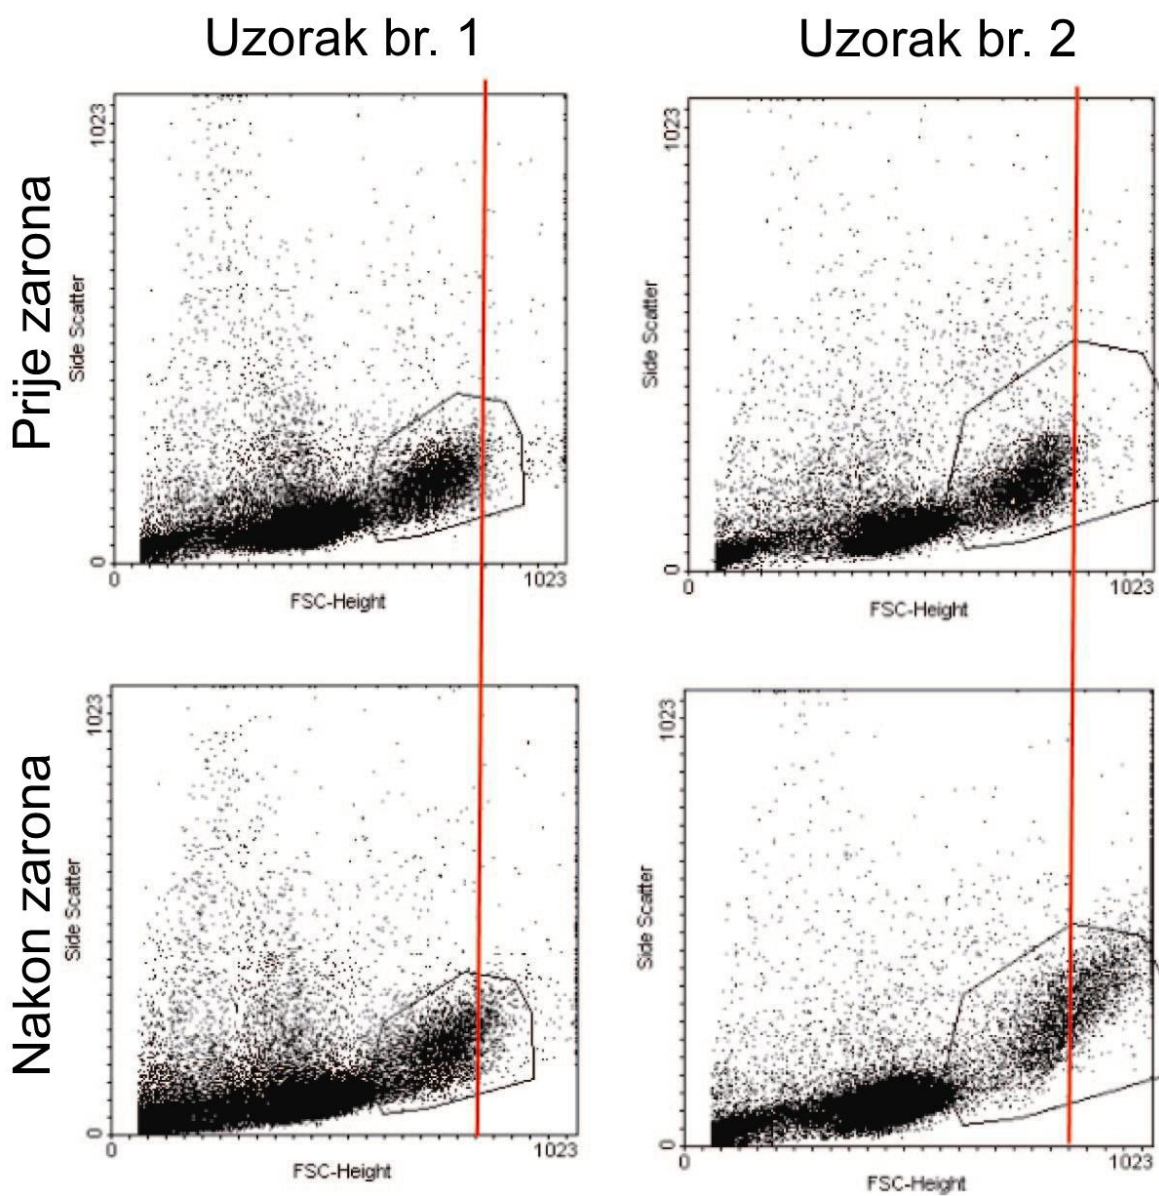 Uzorak br. 1
Uzorak br. 2
Prije zarona
1023
Side Scatter
0
0
1023
FSC-Height
1023
Side Scatter
0
0
1023
FSC-Height
Nakon zarona
1023
Side Scatter
0
0
1023
FSC-Height
1023
Side Scatter
0
0
1023
FSC-Height